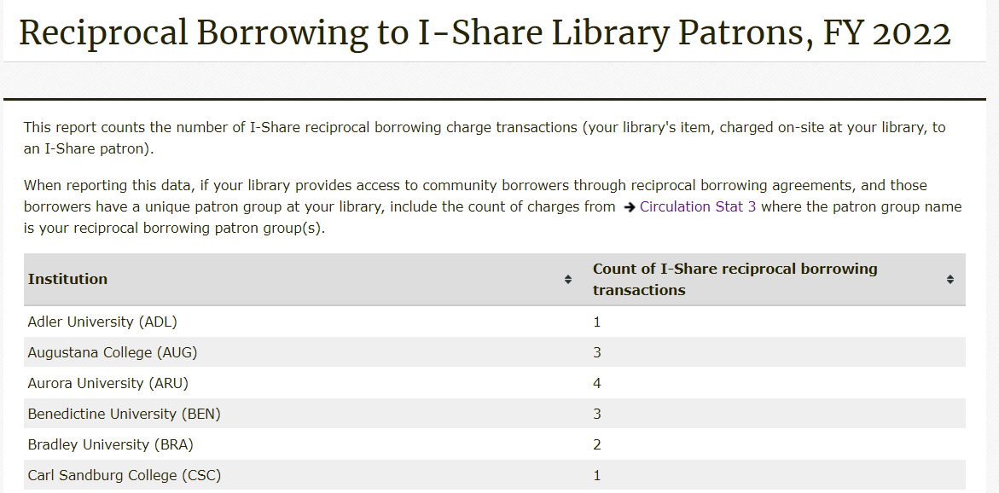 Reciprocal Borrowing to I-Share Library Patrons, FY 2022
This report counts the number of I-Share reciprocal borrowing charge transactions (your library's item, charged on-site at your library, to
an I-Share patron).
When reporting this data, if your library provides access to community borrowers through reciprocal borrowing agreements, and those
borrowers have a unique patron group at your library, include the count of charges from ➔ Circulation Stat 3 where the patron group name
is your reciprocal borrowing patron group(s).
Institution
Count of I-Share reciprocal borrowing
transactions
Adler University (ADL) 1
Augustana College (AUG) 3
Aurora University (ARU) 4
Benedictine University (BEN) 3
Bradley University (BRA) 2
Carl Sandburg College (CSC) 1